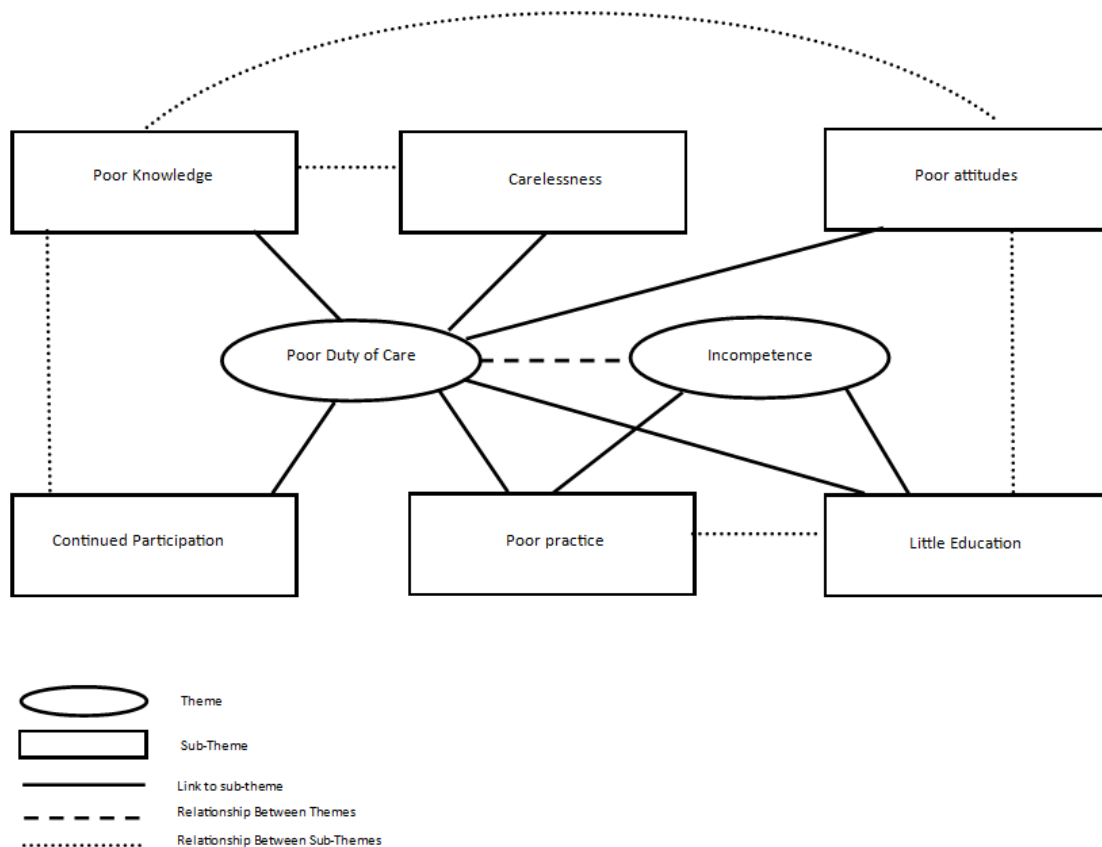 Poor Knowledge
Carelessness
Poor attitudes
Poor Duty of Care
Incompetence
Continued Participation
Poor practice
Little Education
Theme
Sub-Theme
Link to sub-theme
Relationship Between Themes
Relationship Between Sub-Themes